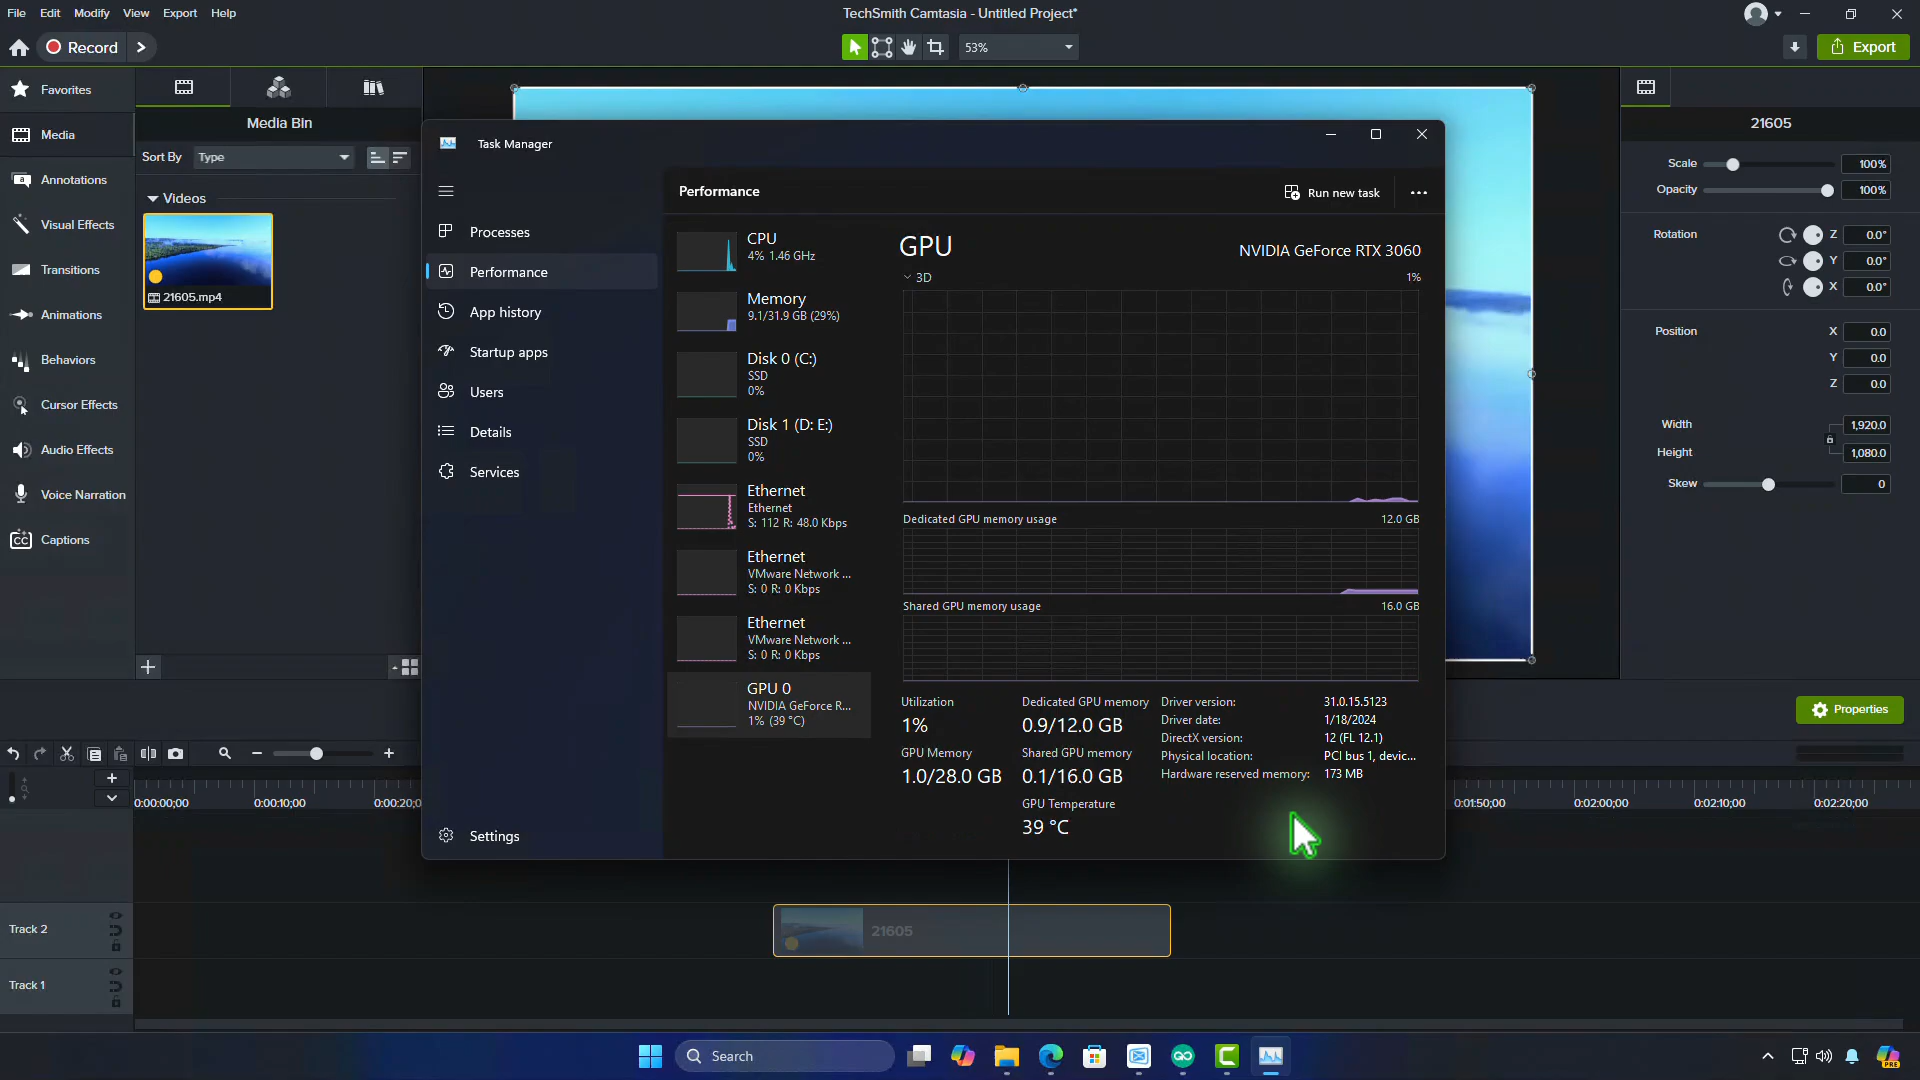 File Edit Modify View Export Help
TechSmith Camtasia - Untitled Project*
Record
53%
Export
Favorites
Media
Annotations
Visual Effects
Transitions
Animations
Behaviors
Cursor Effects
Audio Effects
Voice Narration
CC Captions
Media Bin
Sort By Type
Videos
21605.mp4
Task Manager
Performance
Run new task
Processes
Performance
App history
Startup apps
Users
Details
Services
Settings
CPU
4% 1.46 GHz
Memory
9.1/31.9 GB (29%)
Disk 0 (C:)
SSD
0%
Disk 1 (D: E:)
SSD
0%
Ethernet
Ethernet
S: 112 R: 48.0 Kbps
Ethernet
VMware Network ...
S: 0 R: 0 Kbps
Ethernet
VMware Network ...
S: 0 R: 0 Kbps
GPU 0
NVIDIA GeForce R...
1% (39 °C)
GPU NVIDIA GeForce RTX 3060
3D 1%
Dedicated GPU memory usage 12.0 GB
Shared GPU memory usage 16.0 GB
Utilization
1%
GPU Memory
1.0/28.0 GB
Dedicated GPU memory
0.9/12.0 GB
Shared GPU memory
0.1/16.0 GB
GPU Temperature
39 °C
Driver version: 31.0.15.5123
Driver date: 1/18/2024
DirectX version: 12 (FL 12.1)
Physical location: PCI bus 1, devic...
Hardware reserved memory: 173 MB
21605
Scale 100%
Opacity 100%
Rotation Z 0.0°
Y 0.0°
X 0.0°
Position X 0.0
Y 0.0
Z 0.0
Width 1,920.0
Height 1,080.0
Skew 0
Properties
0:00:00;00 0:00:10;00 0:00:20;0 0:01:50;00 0:02:00;00 0:02:10;00 0:02:20;00
Track 2
21605
Track 1
Search
PRE